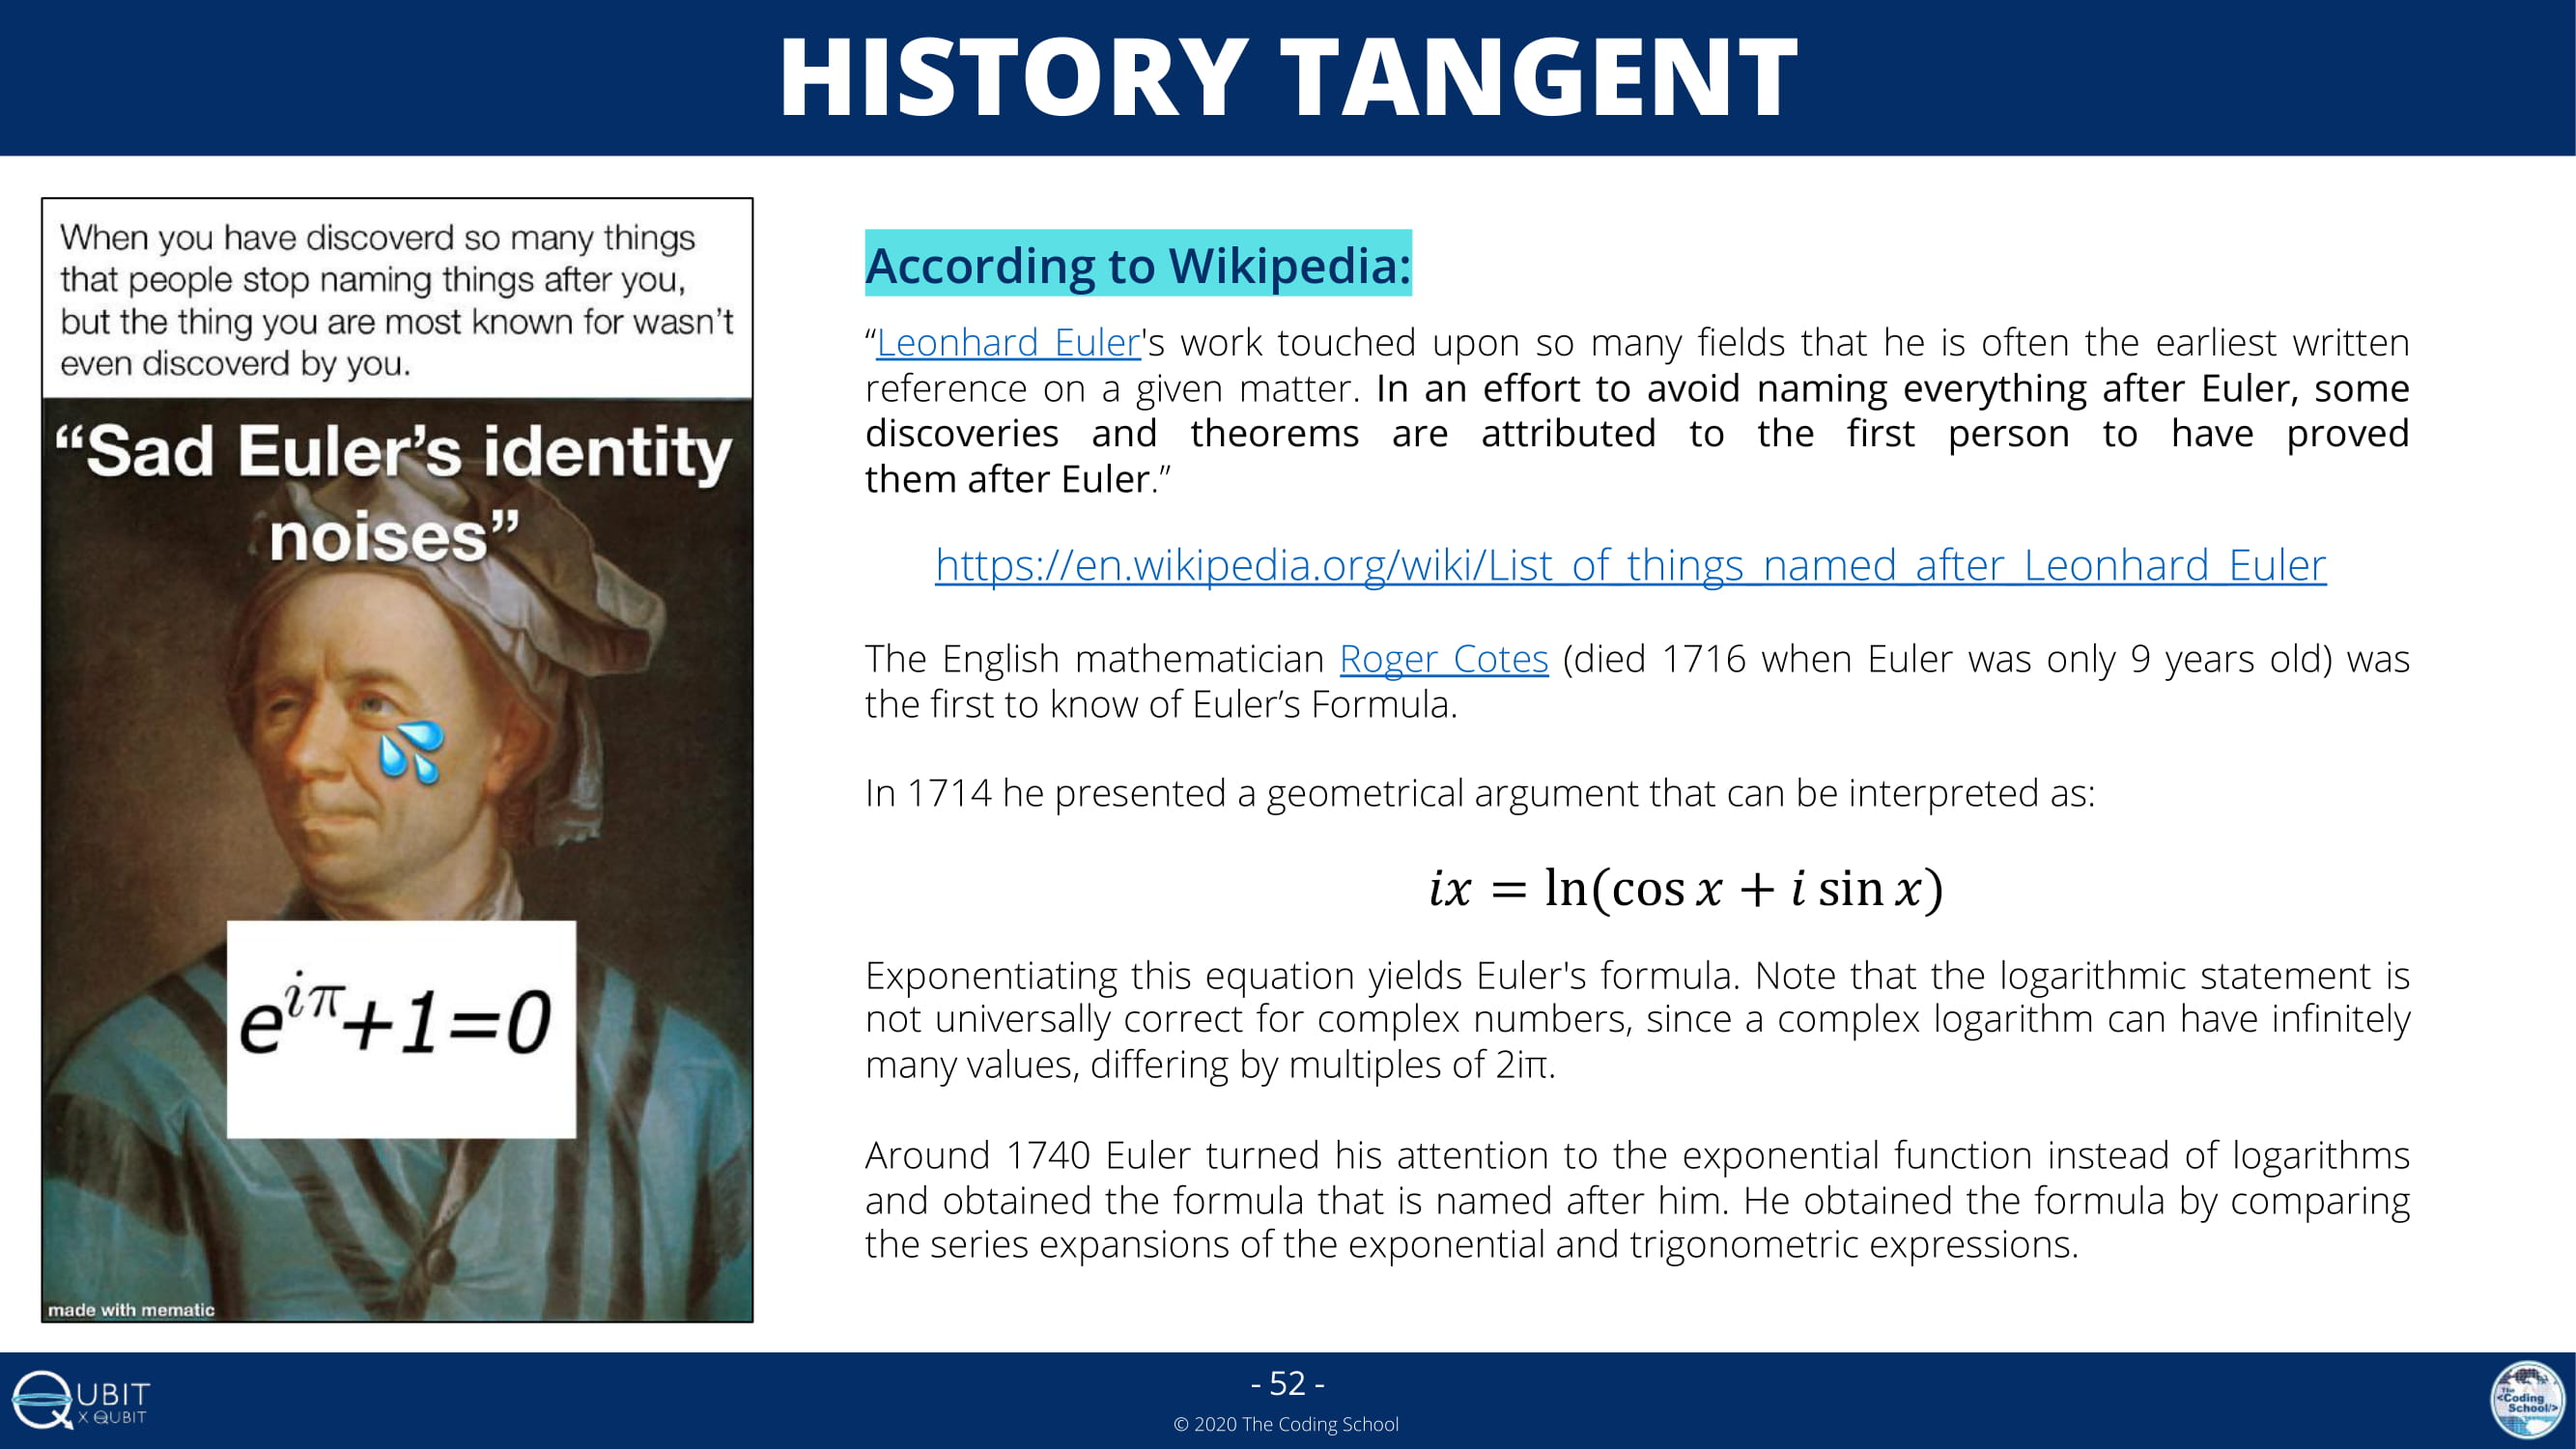 HISTORY TANGENT
When you have discoverd so many things
that people stop naming things after you,
but the thing you are most known for wasn't
even discoverd by you.
“Sad Euler's identity
noises”
e^{iπ}+1=0
made with mematic
According to Wikipedia:
“Leonhard Euler's work touched upon so many fields that he is often the earliest written
reference on a given matter. In an effort to avoid naming everything after Euler, some
discoveries and theorems are attributed to the first person to have proved
them after Euler.”
https://en.wikipedia.org/wiki/List_of_things_named_after_Leonhard_Euler
The English mathematician Roger Cotes (died 1716 when Euler was only 9 years old) was
the first to know of Euler’s Formula.
In 1714 he presented a geometrical argument that can be interpreted as:
ix = ln(cos x + i sin x)
Exponentiating this equation yields Euler's formula. Note that the logarithmic statement is
not universally correct for complex numbers, since a complex logarithm can have infinitely
many values, differing by multiples of 2iπ.
Around 1740 Euler turned his attention to the exponential function instead of logarithms
and obtained the formula that is named after him. He obtained the formula by comparing
the series expansions of the exponential and trigonometric expressions.
QUBIT
X QUBIT
- 52 -
© 2020 The Coding School
The
<Coding
School/>